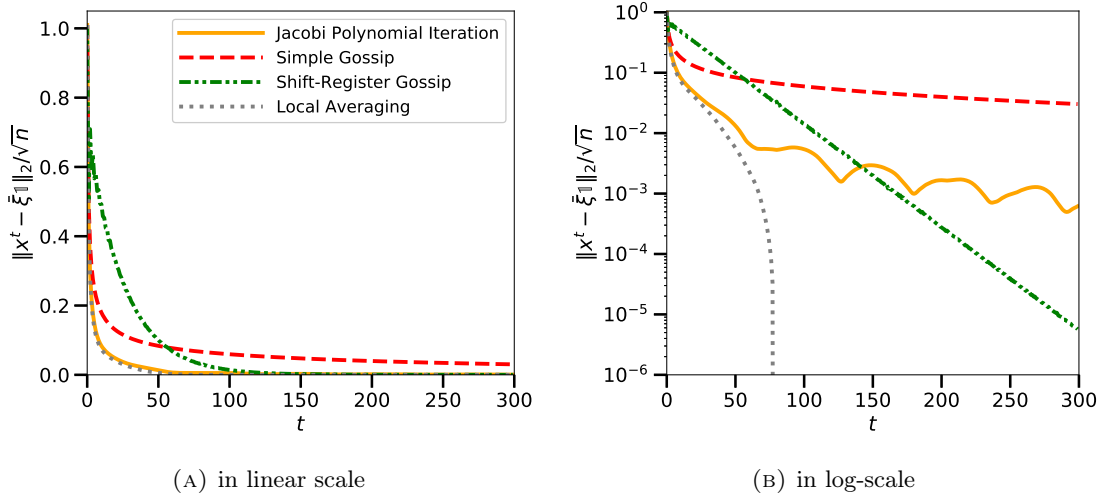 1.0
0.8
0.6
0.4
0.2
0.0
‖x^t − ξ̄𝟙‖₂/√n
0 50 100 150 200 250 300
t
Jacobi Polynomial Iteration
Simple Gossip
Shift-Register Gossip
Local Averaging
(A) in linear scale
10^0
10^−1
10^−2
10^−3
10^−4
10^−5
10^−6
‖x^t − ξ̄𝟙‖₂/√n
0 50 100 150 200 250 300
t
(B) in log-scale